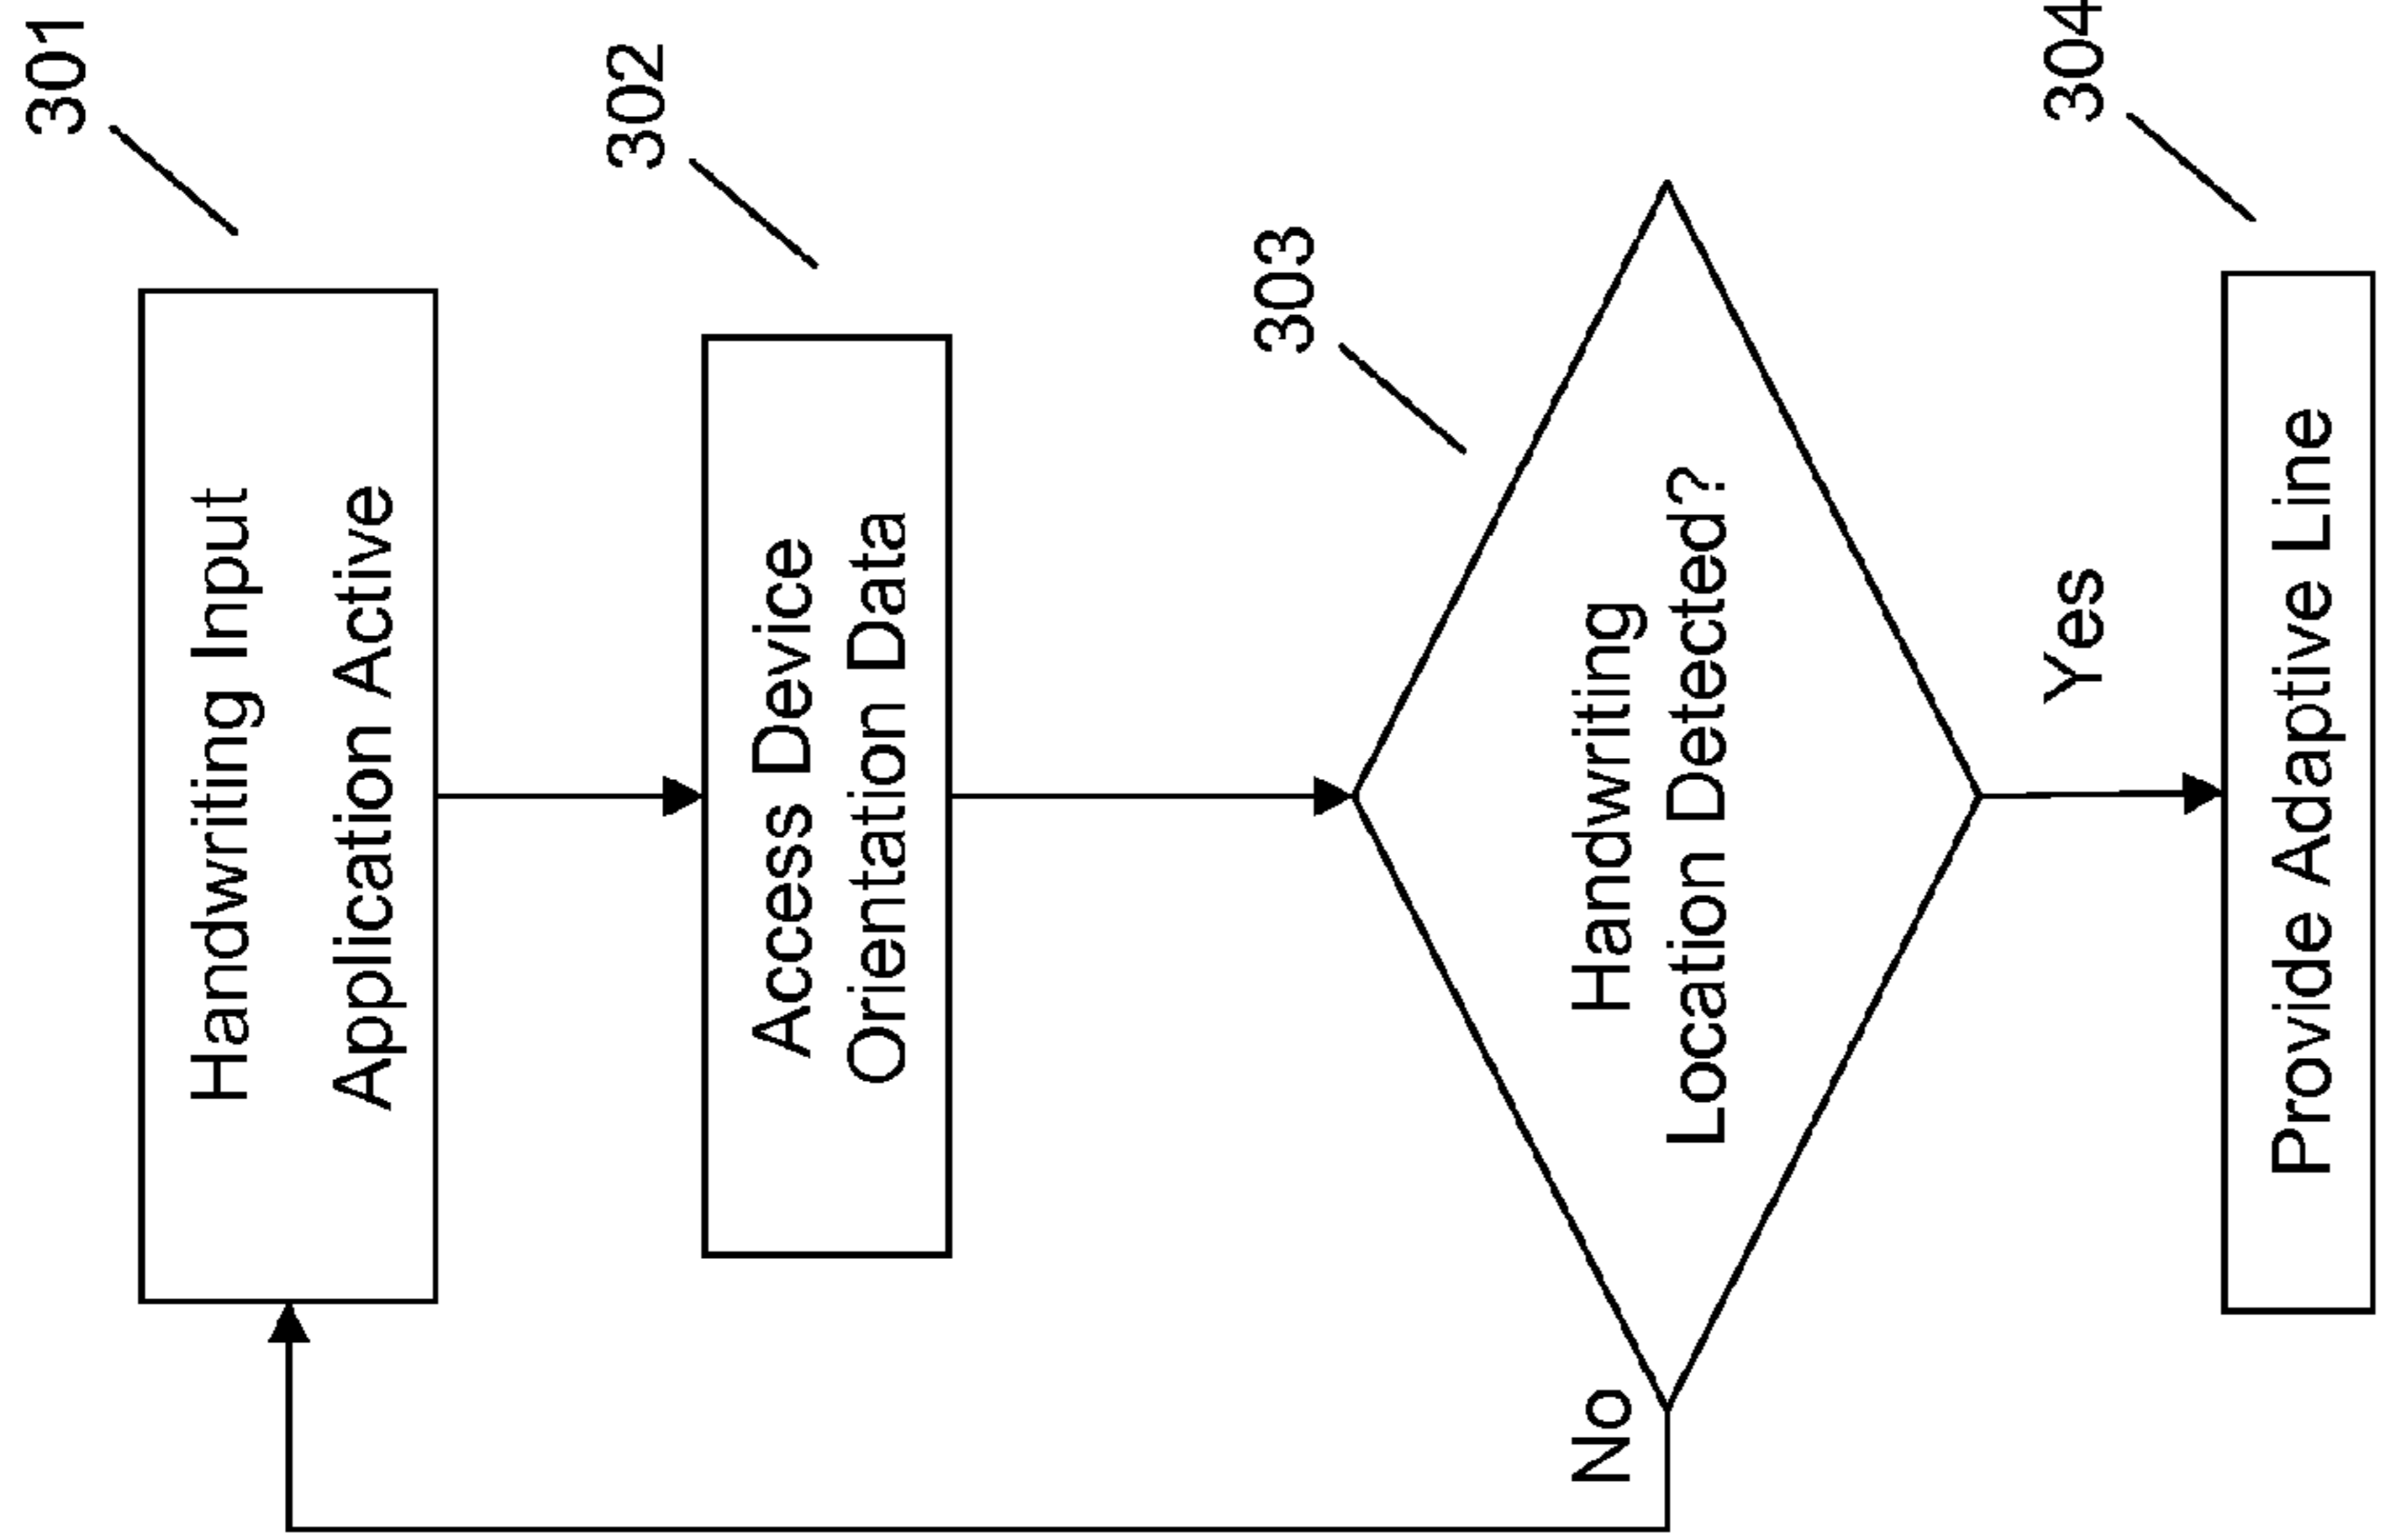 301
Handwriting Input
Application Active
302
Access Device
Orientation Data
303
Handwriting
Location Detected?
No
Yes
304
Provide Adaptive Line